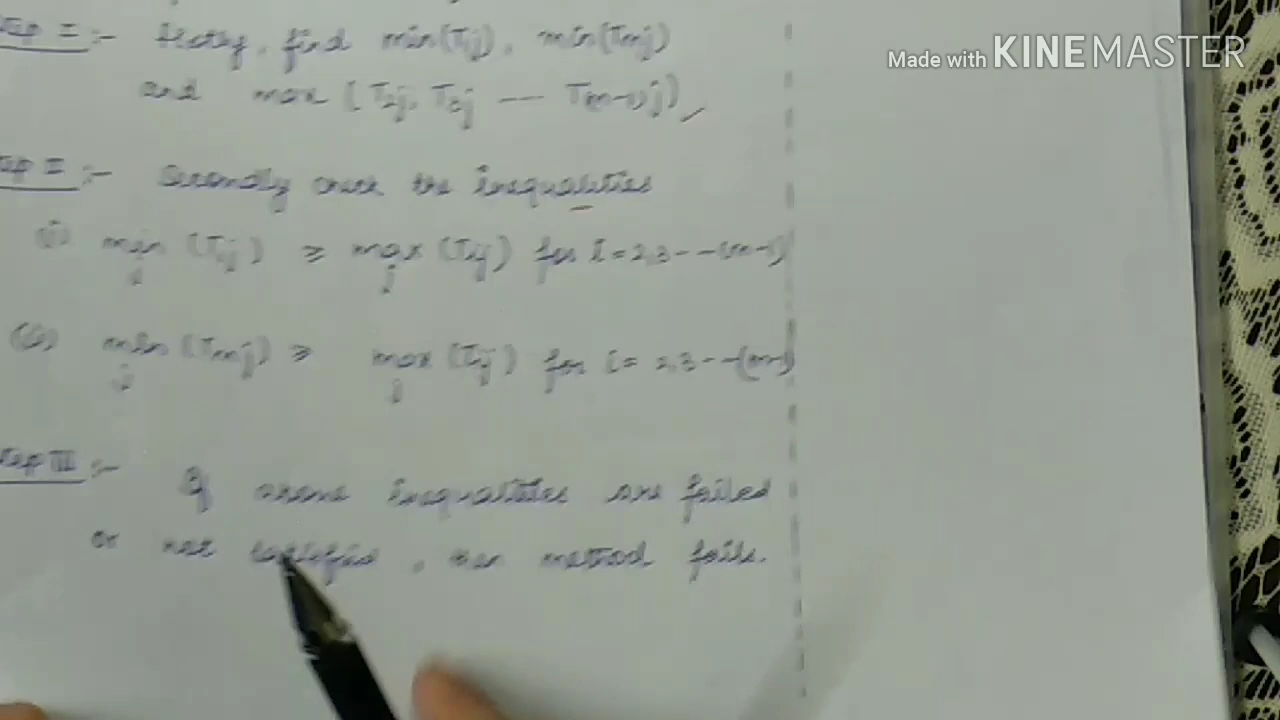 Made with KINEMASTER
Step I :- Firstly, find min(T1j), min(Tmj)
and max (T2j, T3j --- T(m-1)j)
Step II :- Secondly check the inequalities
(i) min (T1j) ≥ max (Tij) for i = 2,3 - - (m-1)
j j
(ii) min (Tmj) ≥ max (Tij) for i = 2,3 - - (m-1)
j j
Step III :- If above inequalities are failed
or not satisfied, then method fails.